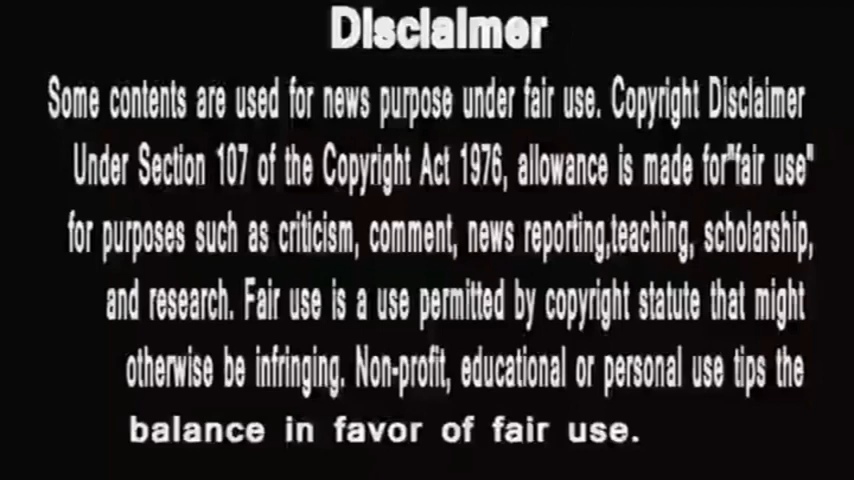 Disclaimer
Some contents are used for news purpose under fair use. Copyright Disclaimer
Under Section 107 of the Copyright Act 1976, allowance is made for"fair use"
for purposes such as criticism, comment, news reporting,teaching, scholarship,
and research. Fair use is a use permitted by copyright statute that might
otherwise be infringing. Non-profit, educational or personal use tips the
balance in favor of fair use.